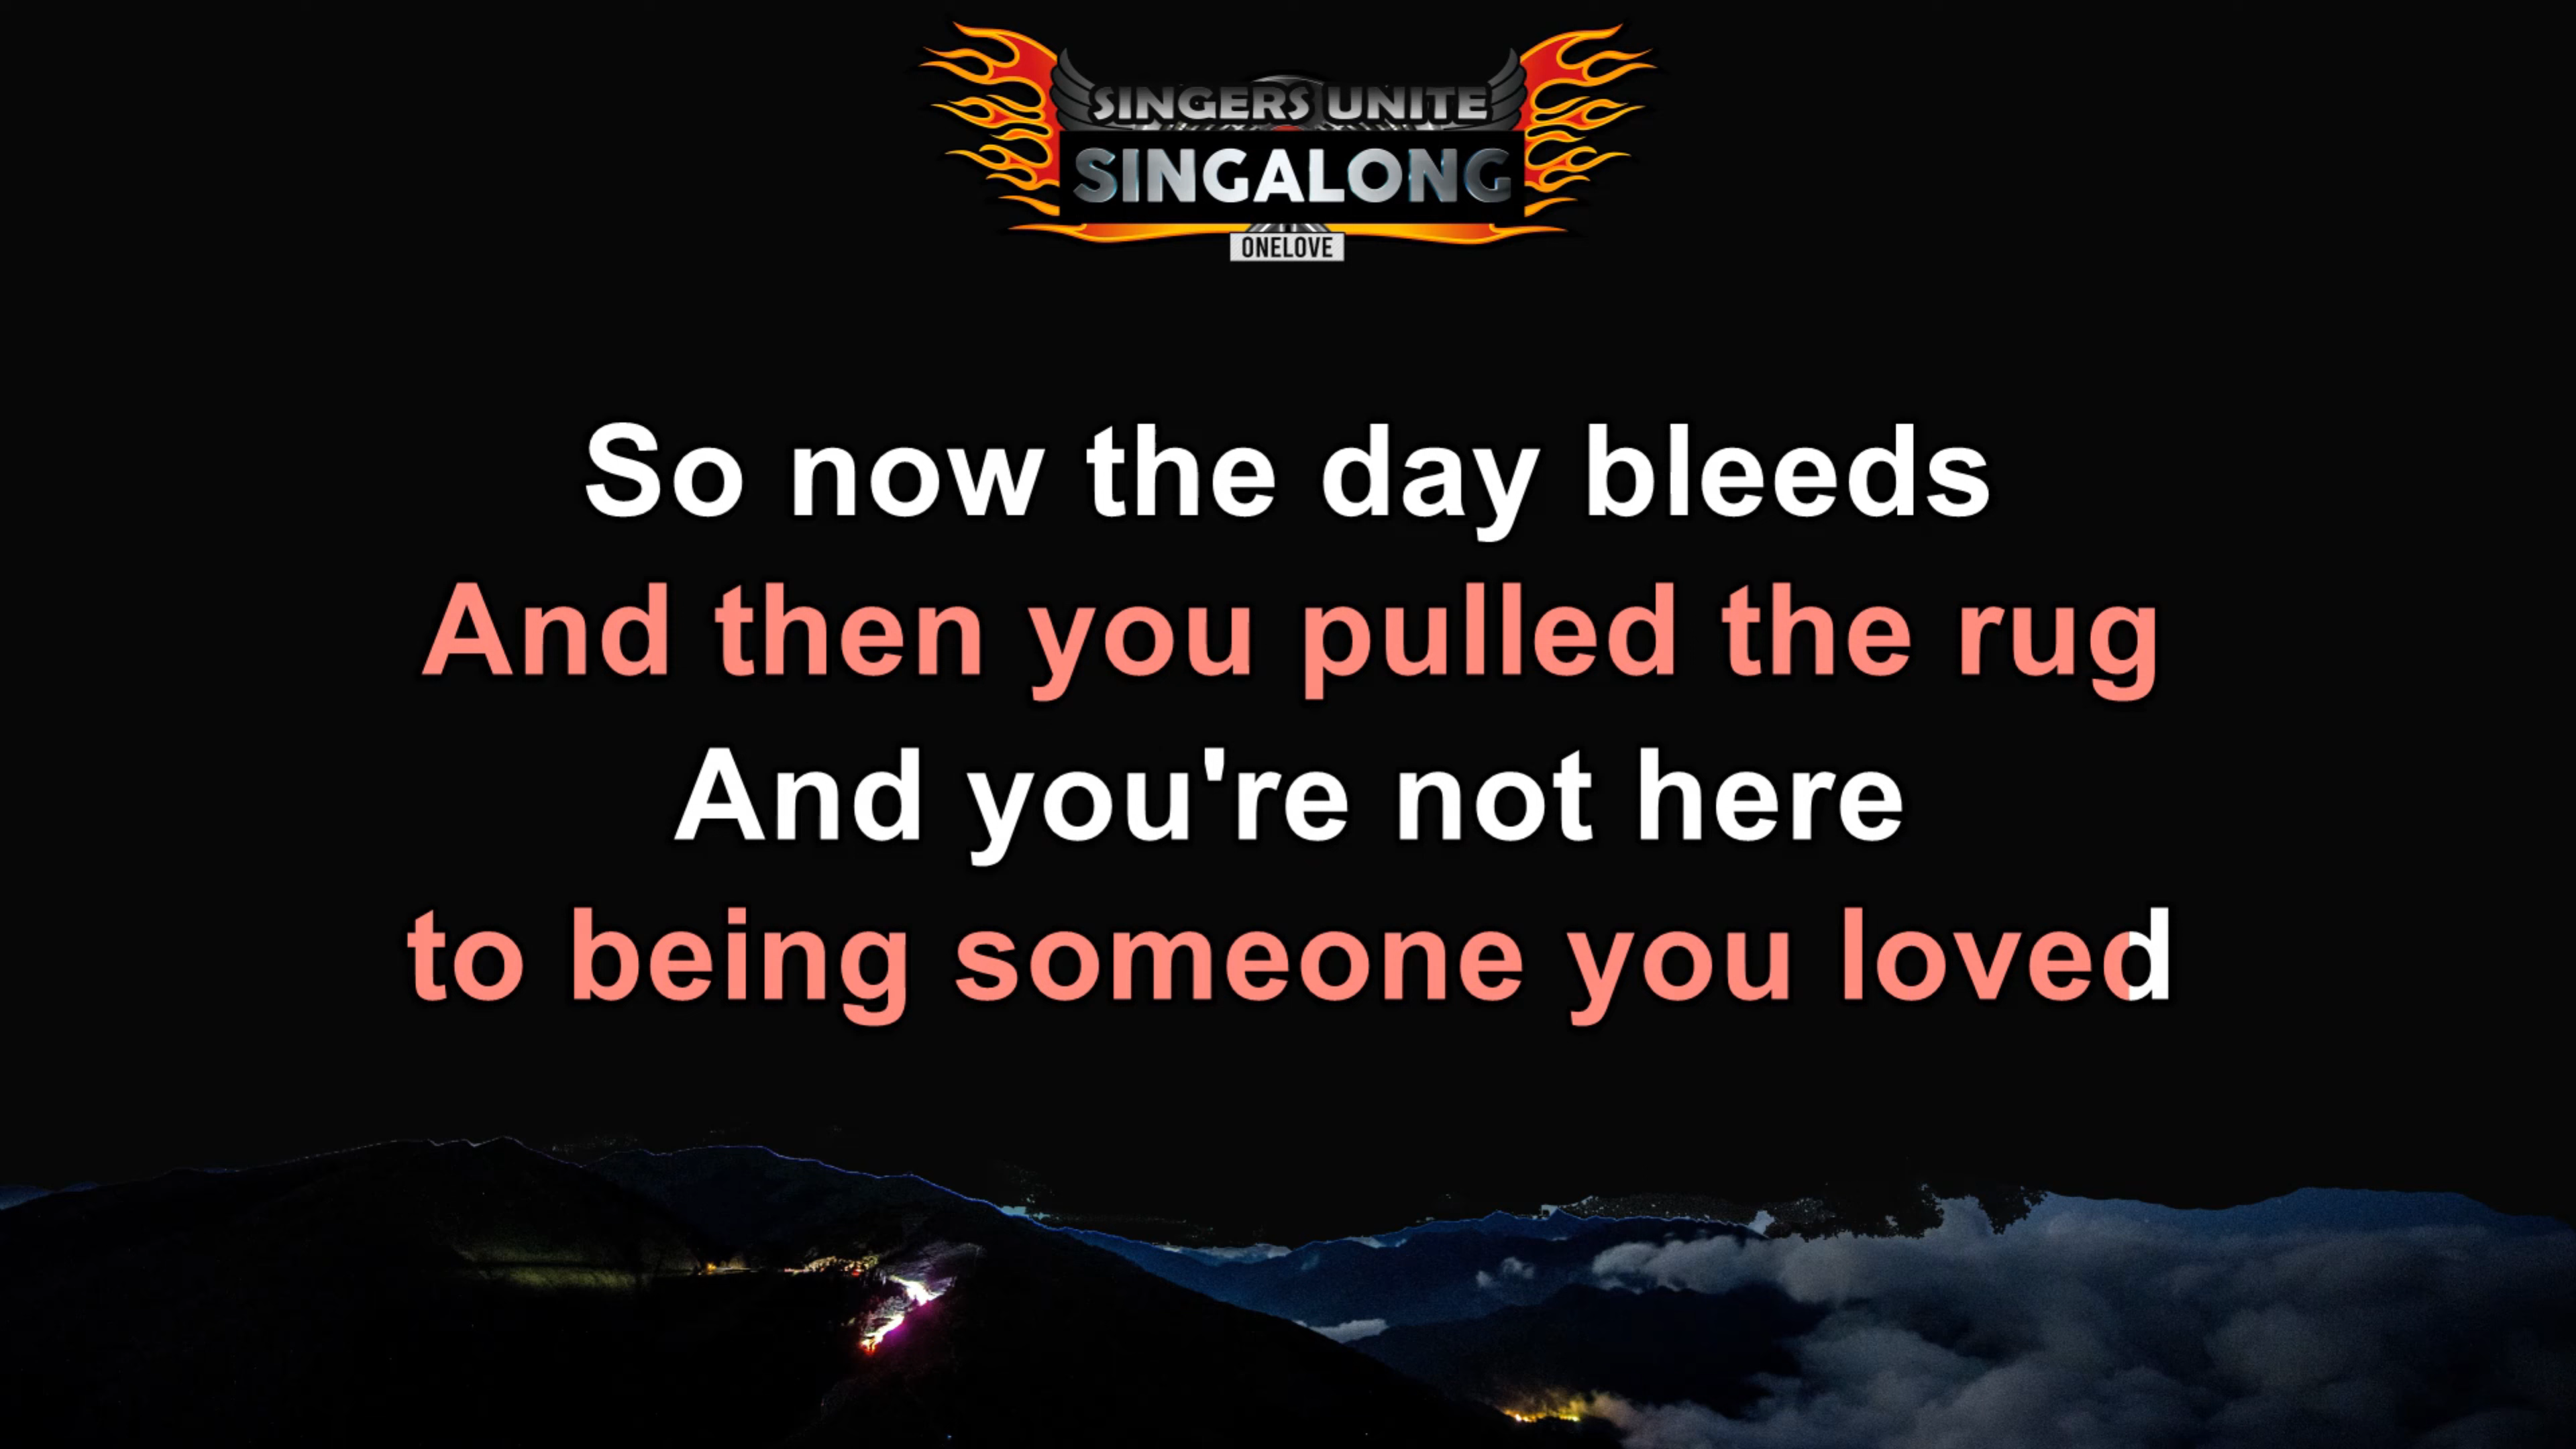 SINGERS UNITE
SINGALONG
ONELOVE
So now the day bleeds
And then you pulled the rug
And you're not here
to being someone you loved